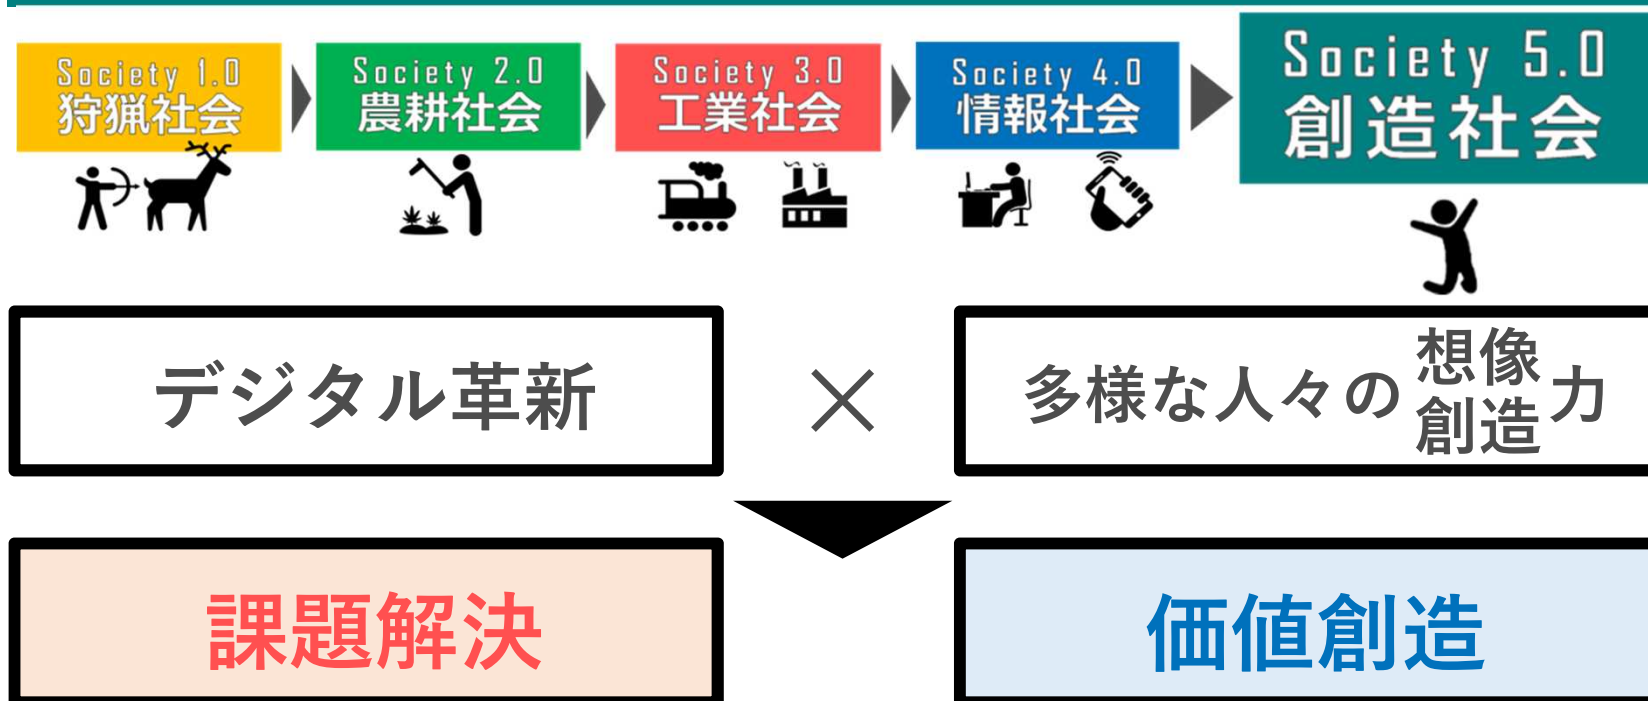 Society 1.0
狩猟社会
Society 2.0
農耕社会
Society 3.0
工業社会
Society 4.0
情報社会
Society 5.0
創造社会
デジタル革新
×
多様な人々の想像創造力
課題解決
価値創造